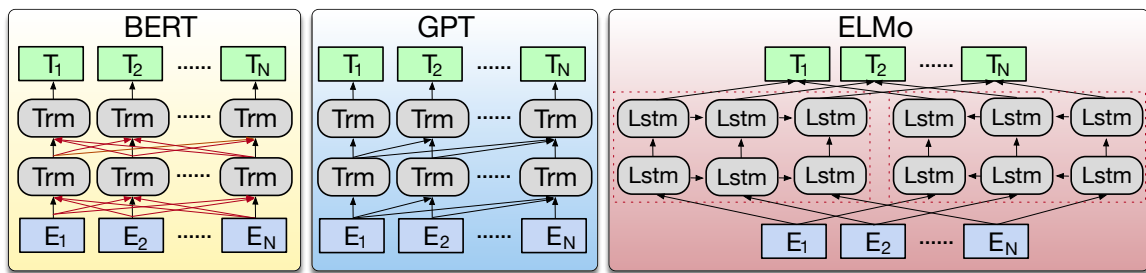 BERT
T1 T2 ...... TN
Trm Trm ...... Trm
Trm Trm ...... Trm
E1 E2 ...... EN
GPT
T1 T2 ...... TN
Trm Trm ...... Trm
Trm Trm ...... Trm
E1 E2 ...... EN
ELMo
T1 T2 ...... TN
Lstm Lstm Lstm Lstm Lstm Lstm
Lstm Lstm Lstm Lstm Lstm Lstm
E1 E2 ...... EN